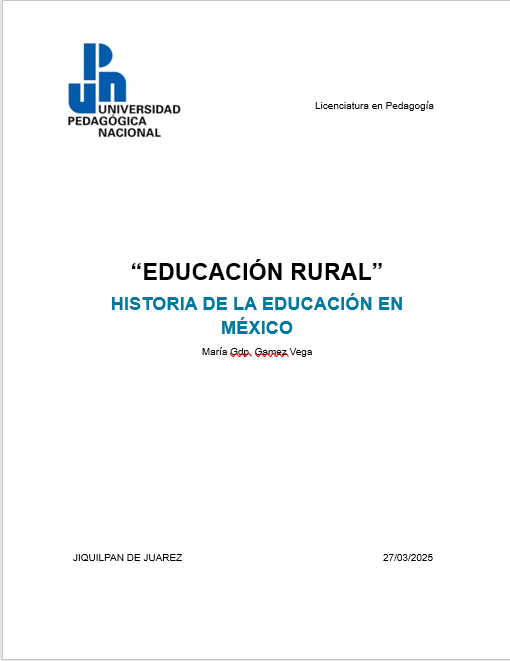 UNIVERSIDAD
PEDAGÓGICA
NACIONAL
Licenciatura en Pedagogía
“EDUCACIÓN RURAL”
HISTORIA DE LA EDUCACIÓN EN
MÉXICO
María Gdp. Gamez Vega
JIQUILPAN DE JUAREZ 27/03/2025